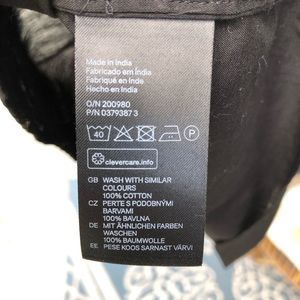 Made in India
Fabricado em Índia
Fabriqué en Inde
Hecho en India
O/N 200980
P/N 0379387 3
40
P
clevercare.info
GB WASH WITH SIMILAR
COLOURS
100% COTTON
CZ PERTE S PODOBNÝMI
BARVAMI
100% BAVLNA
DE MIT ÄHNLICHEN FARBEN
WASCHEN
100% BAUMWOLLE
EE PESE KOOS SARNAST VÄRVI